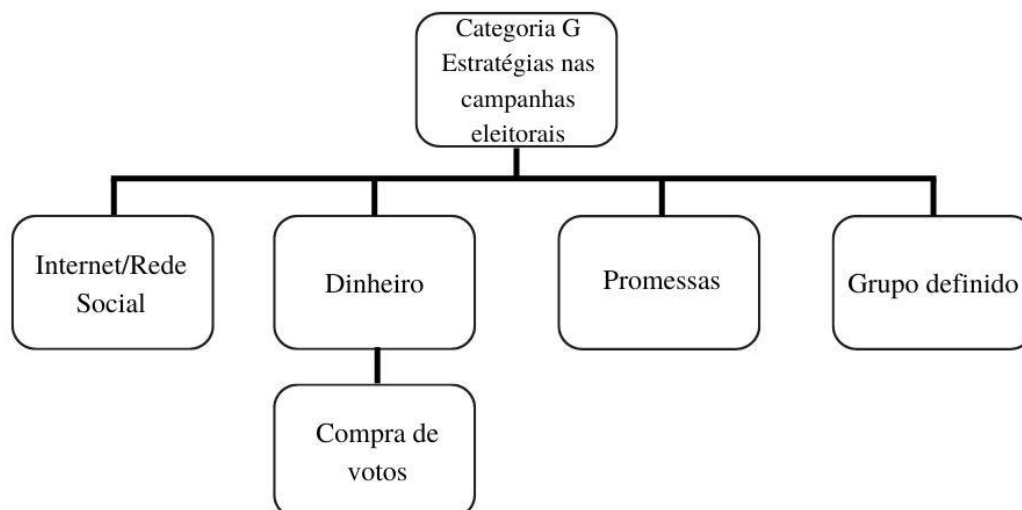 Categoria G
Estratégias nas
campanhas
eleitorais
Internet/Rede
Social
Dinheiro
Promessas
Grupo definido
Compra de
votos